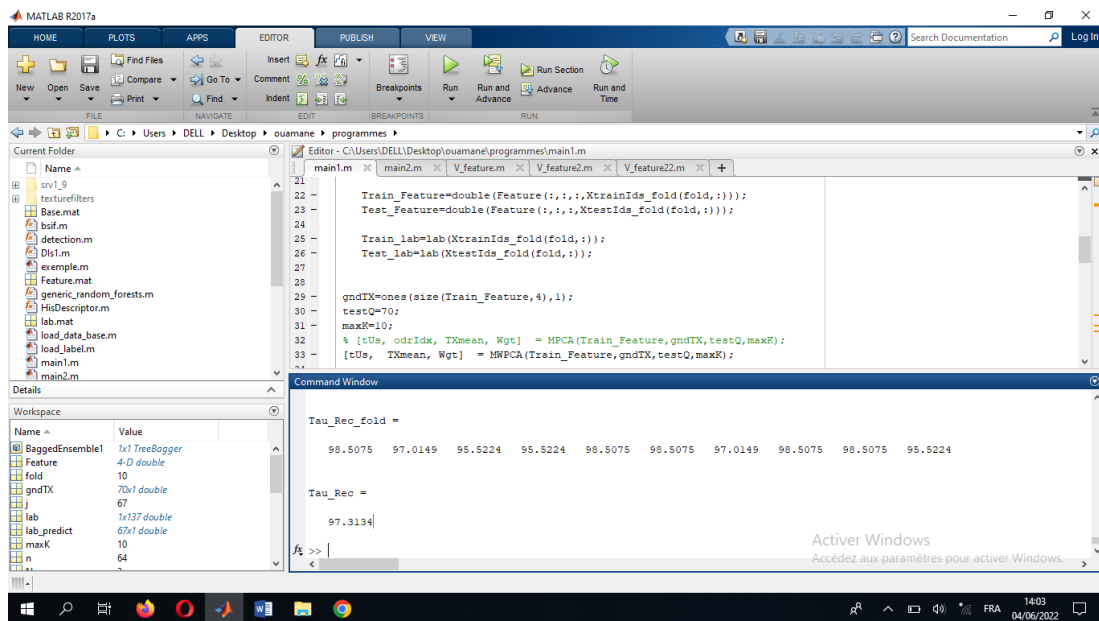 MATLAB R2017a
HOME PLOTS APPS EDITOR PUBLISH VIEW Search Documentation Log In
New Open Save Find Files Compare Print Go To Find Insert fx Comment Indent Breakpoints Run Run and Advance Run Section Advance Run and Time
FILE NAVIGATE EDIT BREAKPOINTS RUN
C: Users DELL Desktop ouamane programmes
Current Folder
Name
srv1_9
texturefilters
Base.mat
bsif.m
detection.m
Dls1.m
exemple.m
Feature.mat
generic_random_forests.m
HisDescriptor.m
lab.mat
load_data_base.m
load_label.m
main1.m
main2.m
Details
Workspace
Name Value
BaggedEnsemble1 1x1 TreeBagger
Feature 4-D double
fold 10
gndTX 70x1 double
j 67
lab 1x137 double
lab_predict 67x1 double
maxK 10
n 64
Editor - C:\Users\DELL\Desktop\ouamane\programmes\main1.m
main1.m main2.m V_feature.m V_feature2.m V_feature22.m
21
22 - Train_Feature=double(Feature(:,:,:,XtrainIds_fold(fold,:)));
23 - Test_Feature=double(Feature(:,:,:,XtestIds_fold(fold,:)));
24
25 - Train_lab=lab(XtrainIds_fold(fold,:));
26 - Test_lab=lab(XtestIds_fold(fold,:));
27
28
29 - gndTX=ones(size(Train_Feature,4),1);
30 - testQ=70;
31 - maxK=10;
32 % [tUs, odrIdx, TXmean, Wgt] = MPCA(Train_Feature,gndTX,testQ,maxK);
33 - [tUs, TXmean, Wgt] = MWPCA(Train_Feature,gndTX,testQ,maxK);
Command Window
Tau_Rec_fold =
98.5075 97.0149 95.5224 95.5224 98.5075 98.5075 97.0149 98.5075 98.5075 95.5224
Tau_Rec =
97.3134
fx >>
Activer Windows
Accédez aux paramètres pour activer Windows.
FRA 14:03
04/06/2022